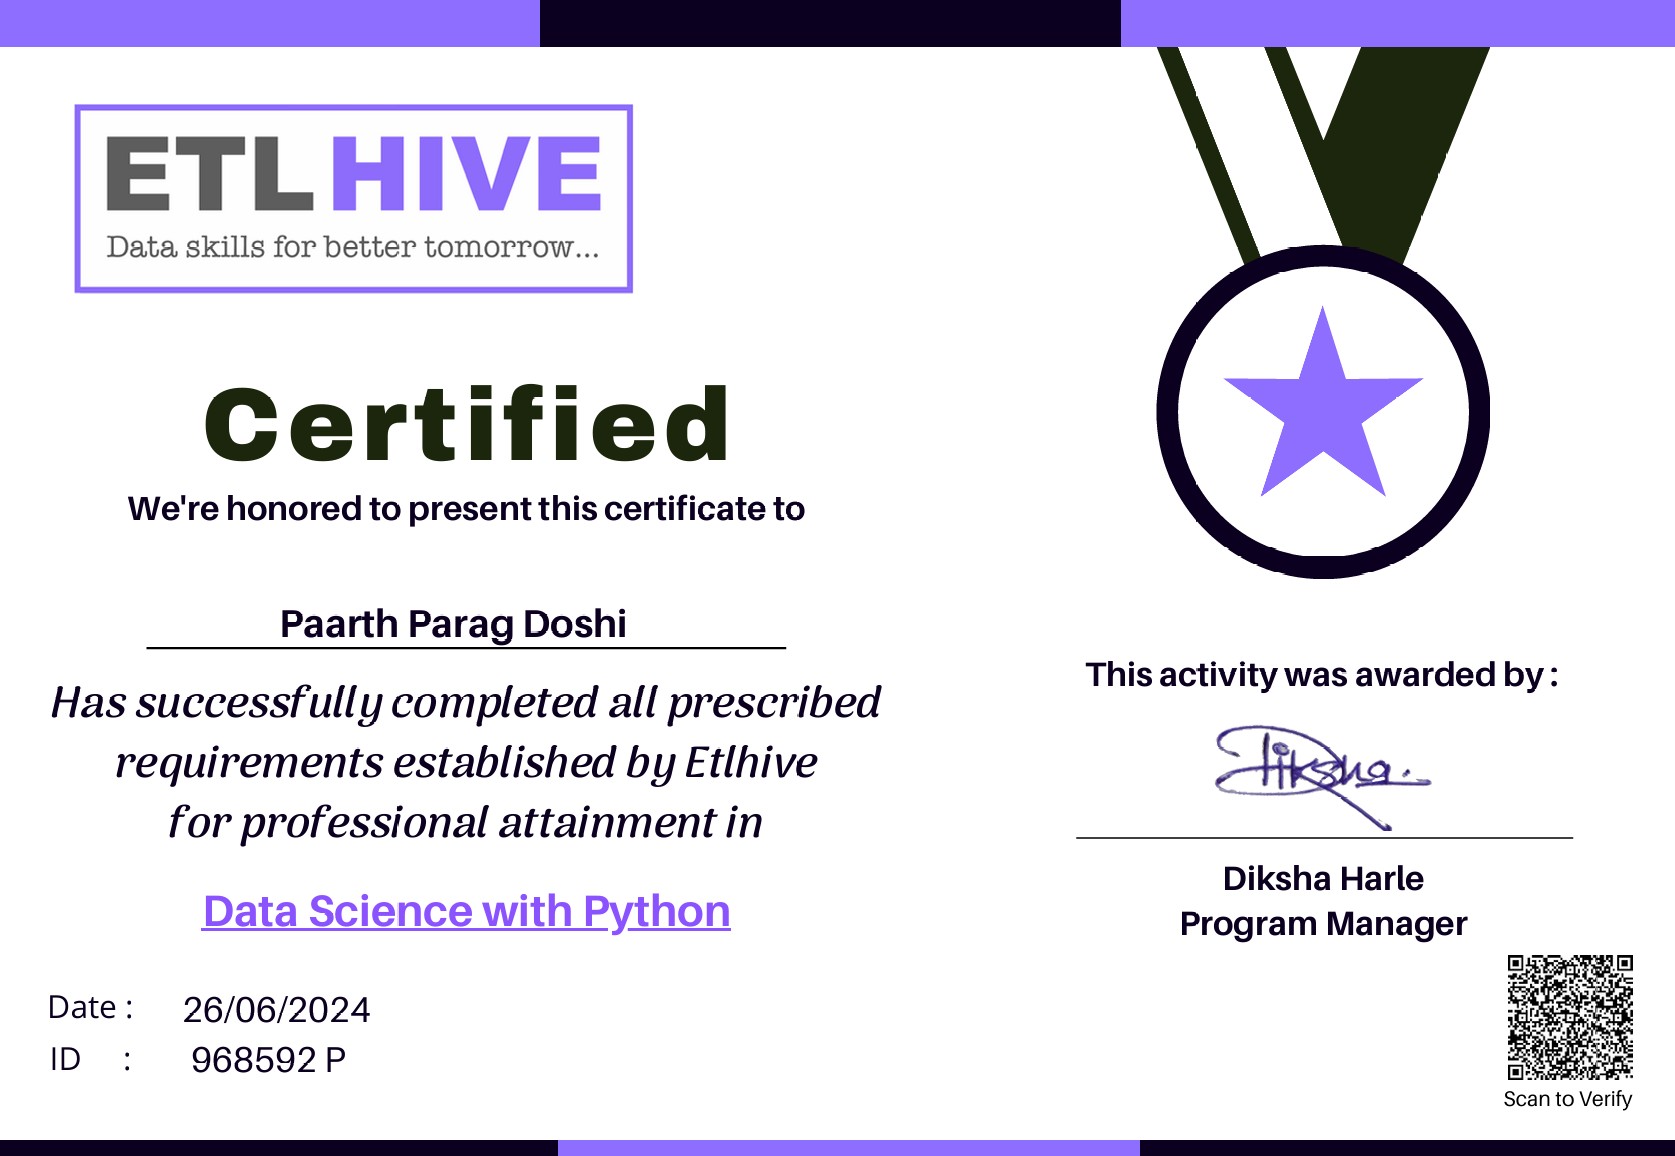 ETLHIVE
Data skills for better tomorrow...
Certified
We're honored to present this certificate to
Paarth Parag Doshi
Has successfully completed all prescribed
requirements established by Etlhive
for professional attainment in
Data Science with Python
Date : 26/06/2024
ID : 968592 P
This activity was awarded by :
Diksha.
Diksha Harle
Program Manager
Scan to Verify